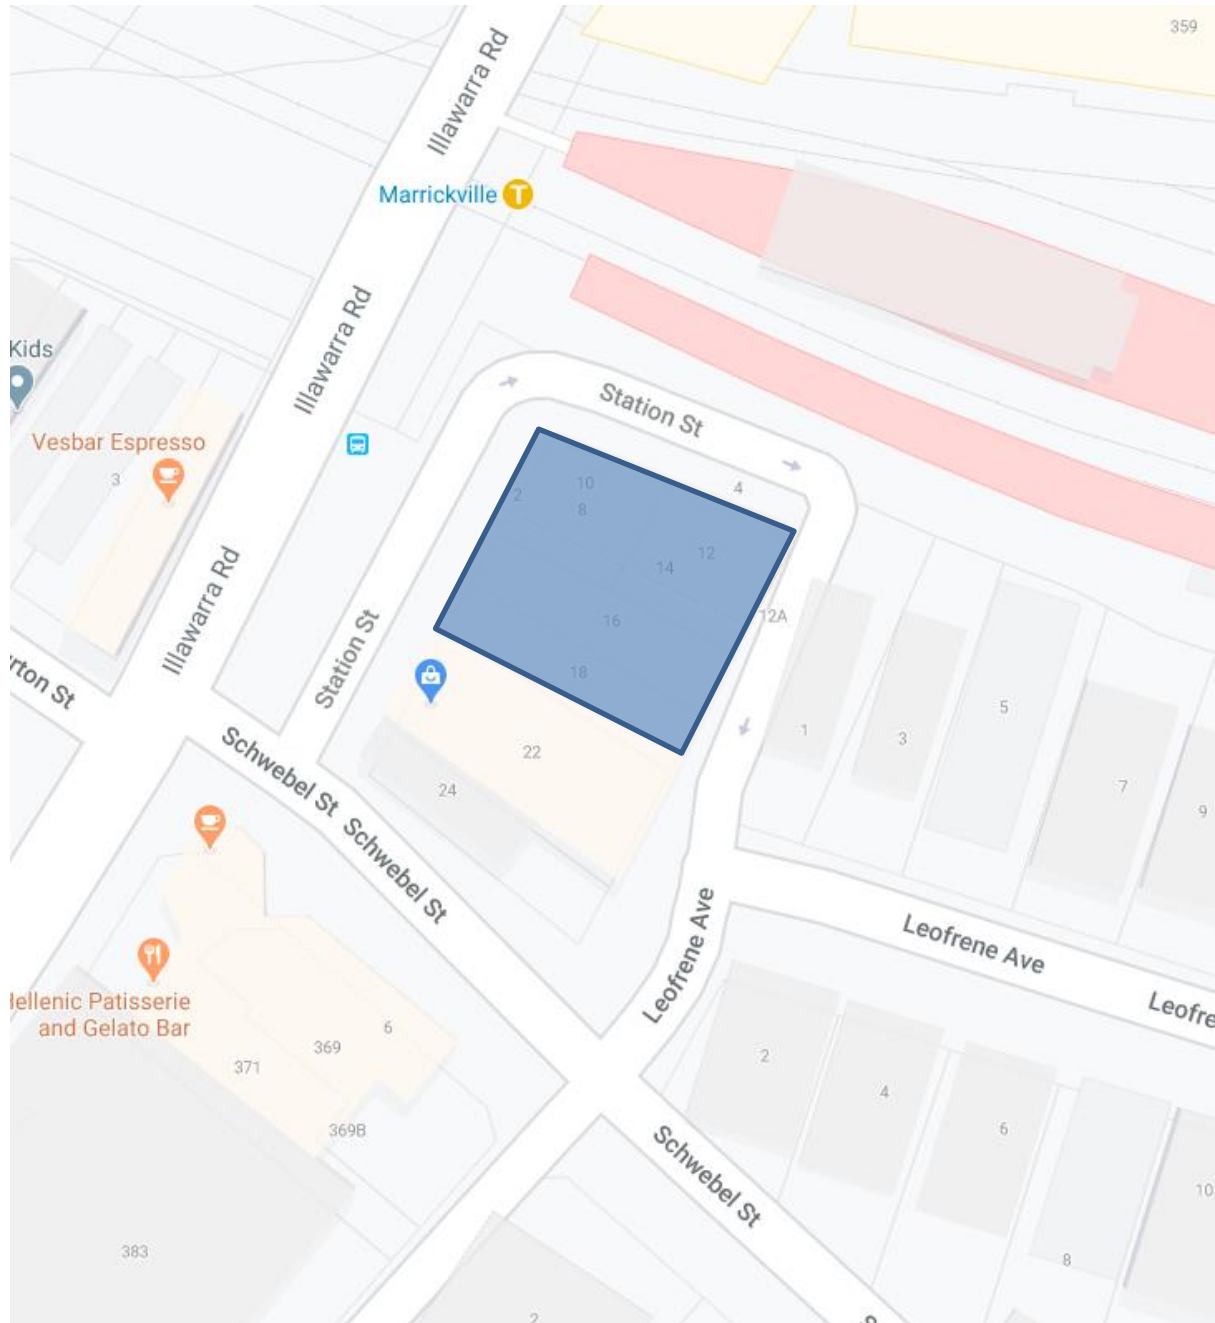 359
Illawarra Rd
Marrickville T
Illawarra Rd
Kids
Station St
Vesbar Espresso
3
2
10
8
4
12
14
16
12A
18
Illawarra Rd
Station St
rton St
22
24
1
3
5
7
9
Schwebel St
Schwebel St
Leofrene Ave
Leofrene Ave
Leofre
Hellenic Patisserie
and Gelato Bar
6
369
371
369B
383
2
4
6
8
10
Schwebel St
2
S